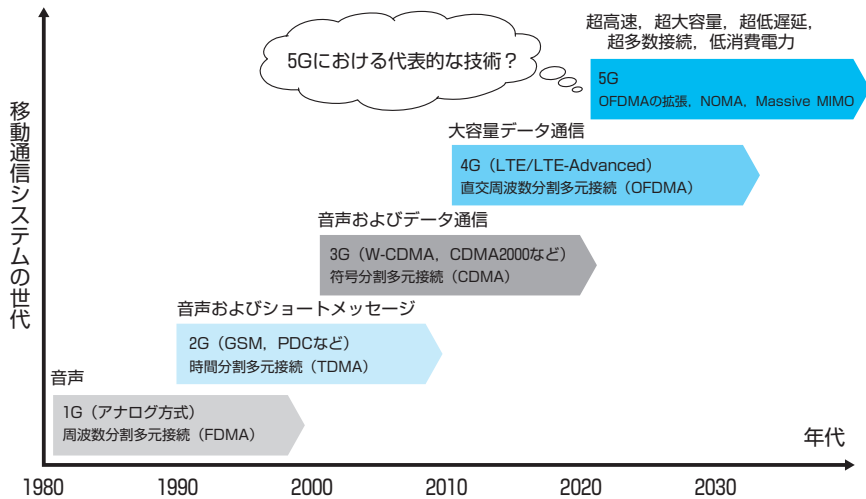 超高速，超大容量，超低遅延，
超多数接続，低消費電力
5Gにおける代表的な技術？
5G
OFDMAの拡張，NOMA，Massive MIMO
大容量データ通信
4G（LTE/LTE-Advanced）
直交周波数分割多元接続（OFDMA）
音声およびデータ通信
3G（W-CDMA，CDMA2000など）
符号分割多元接続（CDMA）
音声およびショートメッセージ
2G（GSM，PDCなど）
時間分割多元接続（TDMA）
音声
1G（アナログ方式）
周波数分割多元接続（FDMA）
移動通信システムの世代
年代
1980
1990
2000
2010
2020
2030